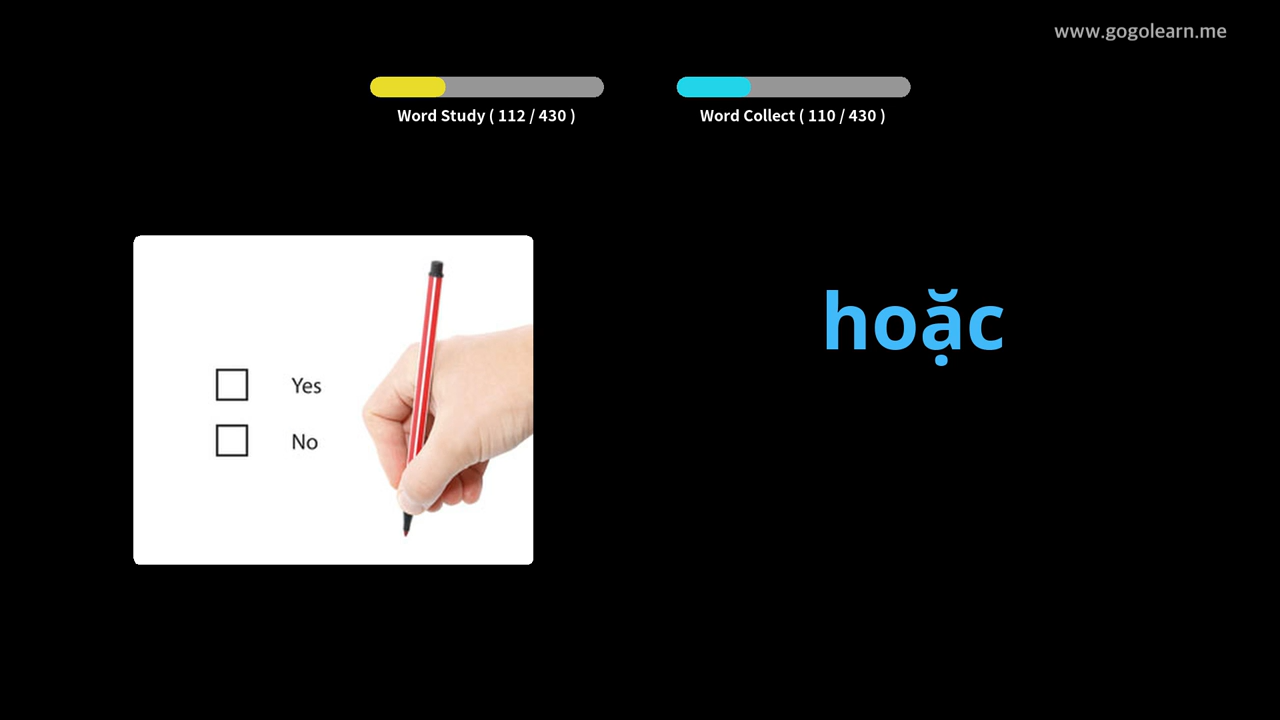 www.gogolearn.me
Word Study ( 112 / 430 )
Word Collect ( 110 / 430 )
Yes
No
hoặc